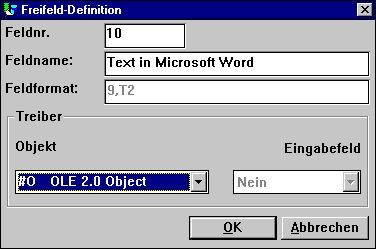 Freifeld-Definition
Feldnr. 10
Feldname: Text in Microsoft Word
Feldformat: 9,T2
Treiber
Objekt Eingabefeld
#O OLE 2.0 Object Nein
OK Abbrechen